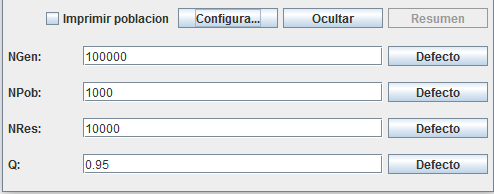 Imprimir poblacion Configura... Ocultar Resumen
NGen: 100000 Defecto
NPob: 1000 Defecto
NRes: 10000 Defecto
Q: 0.95 Defecto